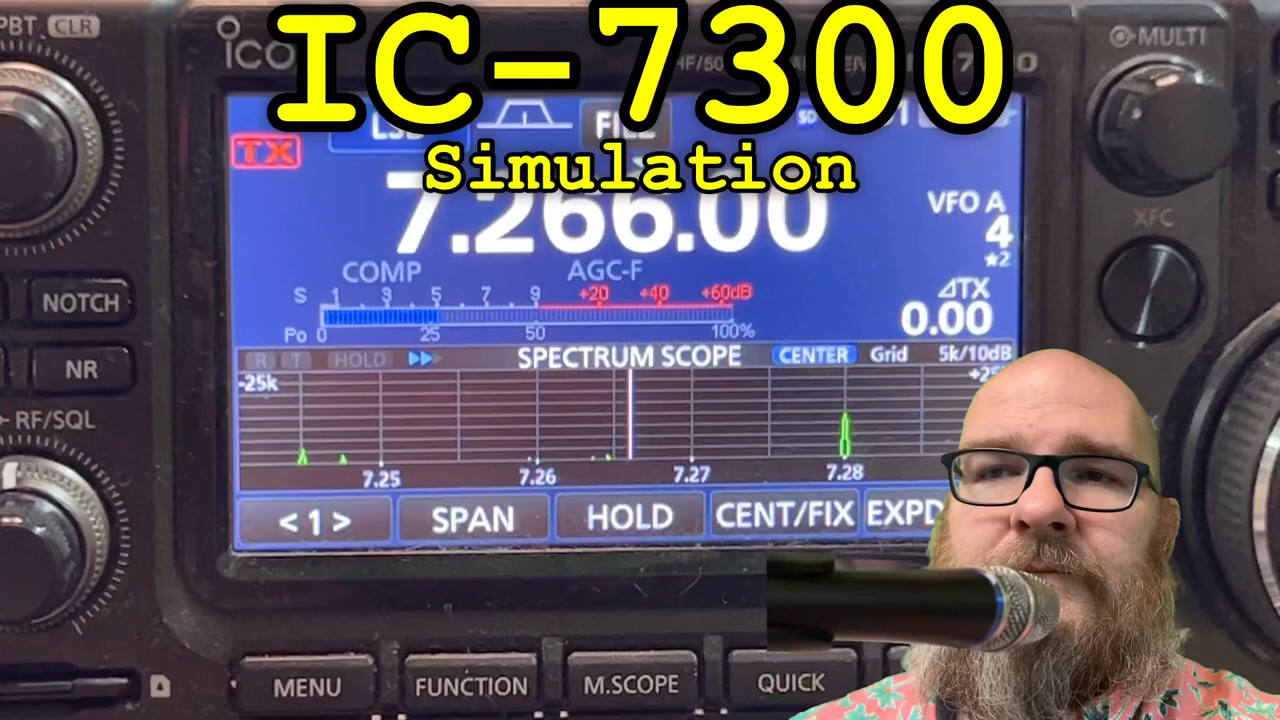 IC-7300
Simulation
PBT CLR
ICO
MULTI
TX
7.266.00
VFO A
4
★2
XFC
COMP AGC-F
S 1 3 5 7 9 +20 +40 +60dB
Po 0 25 50 100%
ΔTX
0.00
NOTCH
NR
RF/SQL
R T HOLD
SPECTRUM SCOPE CENTER Grid 5k/10dB
-25k
7.25 7.26 7.27 7.28
<1> SPAN HOLD CENT/FIX EXPD
MENU FUNCTION M.SCOPE QUICK